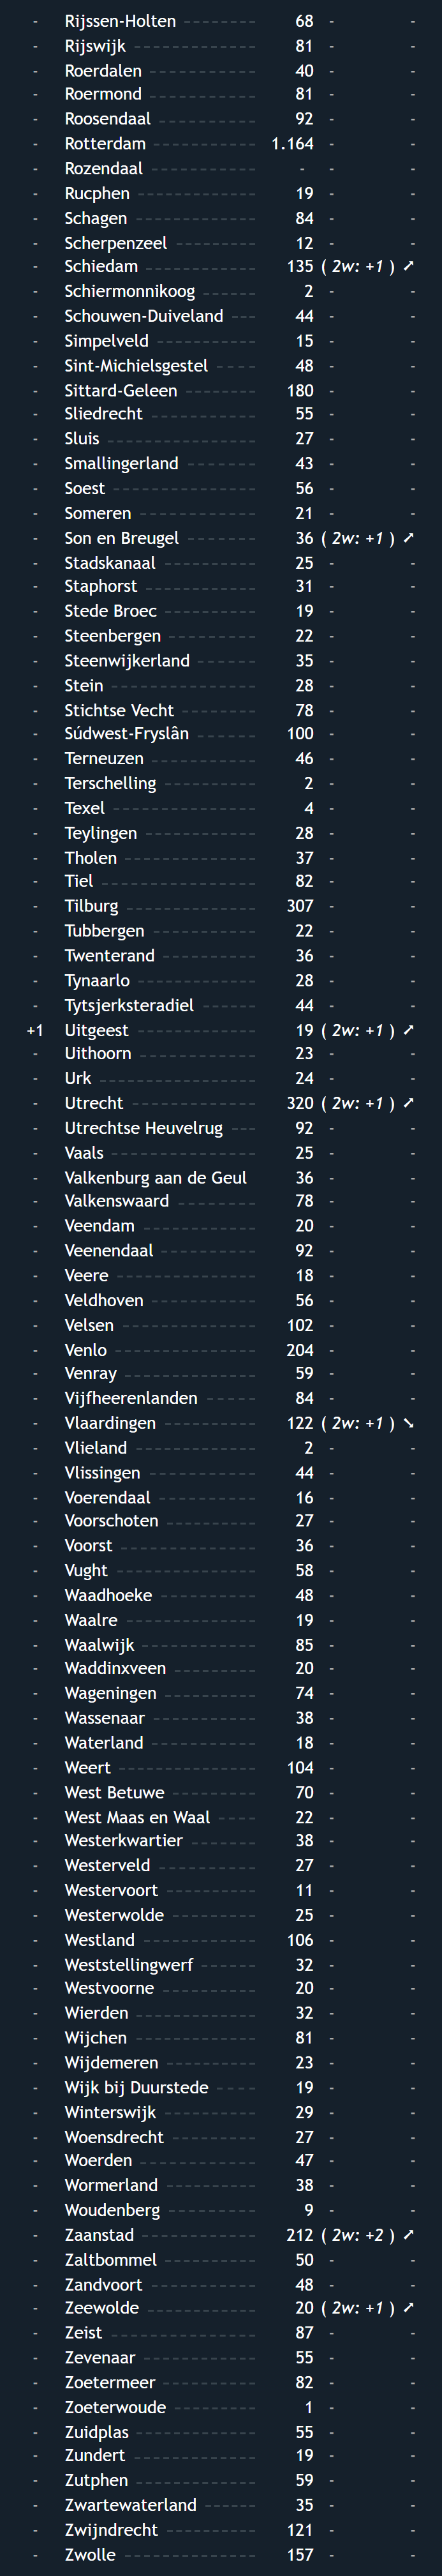 - Rijssen-Holten 68 - -
- Rijswijk 81 - -
- Roerdalen 40 - -
- Roermond 81 - -
- Roosendaal 92 - -
- Rotterdam 1.164 - -
- Rozendaal - - -
- Rucphen 19 - -
- Schagen 84 - -
- Scherpenzeel 12 - -
- Schiedam 135 ( 2w: +1 ) ➚
- Schiermonnikoog 2 - -
- Schouwen-Duiveland 44 - -
- Simpelveld 15 - -
- Sint-Michielsgestel 48 - -
- Sittard-Geleen 180 - -
- Sliedrecht 55 - -
- Sluis 27 - -
- Smallingerland 43 - -
- Soest 56 - -
- Someren 21 - -
- Son en Breugel 36 ( 2w: +1 ) ➚
- Stadskanaal 25 - -
- Staphorst 31 - -
- Stede Broec 19 - -
- Steenbergen 22 - -
- Steenwijkerland 35 - -
- Stein 28 - -
- Stichtse Vecht 78 - -
- Súdwest-Fryslân 100 - -
- Terneuzen 46 - -
- Terschelling 2 - -
- Texel 4 - -
- Teylingen 28 - -
- Tholen 37 - -
- Tiel 82 - -
- Tilburg 307 - -
- Tubbergen 22 - -
- Twenterand 36 - -
- Tynaarlo 28 - -
- Tytsjerksteradiel 44 - -
+1 Uitgeest 19 ( 2w: +1 ) ➚
- Uithoorn 23 - -
- Urk 24 - -
- Utrecht 320 ( 2w: +1 ) ➚
- Utrechtse Heuvelrug 92 - -
- Vaals 25 - -
- Valkenburg aan de Geul 36 - -
- Valkenswaard 78 - -
- Veendam 20 - -
- Veenendaal 92 - -
- Veere 18 - -
- Veldhoven 56 - -
- Velsen 102 - -
- Venlo 204 - -
- Venray 59 - -
- Vijfheerenlanden 84 - -
- Vlaardingen 122 ( 2w: +1 ) ➘
- Vlieland 2 - -
- Vlissingen 44 - -
- Voerendaal 16 - -
- Voorschoten 27 - -
- Voorst 36 - -
- Vught 58 - -
- Waadhoeke 48 - -
- Waalre 19 - -
- Waalwijk 85 - -
- Waddinxveen 20 - -
- Wageningen 74 - -
- Wassenaar 38 - -
- Waterland 18 - -
- Weert 104 - -
- West Betuwe 70 - -
- West Maas en Waal 22 - -
- Westerkwartier 38 - -
- Westerveld 27 - -
- Westervoort 11 - -
- Westerwolde 25 - -
- Westland 106 - -
- Weststellingwerf 32 - -
- Westvoorne 20 - -
- Wierden 32 - -
- Wijchen 81 - -
- Wijdemeren 23 - -
- Wijk bij Duurstede 19 - -
- Winterswijk 29 - -
- Woensdrecht 27 - -
- Woerden 47 - -
- Wormerland 38 - -
- Woudenberg 9 - -
- Zaanstad 212 ( 2w: +2 ) ➚
- Zaltbommel 50 - -
- Zandvoort 48 - -
- Zeewolde 20 ( 2w: +1 ) ➚
- Zeist 87 - -
- Zevenaar 55 - -
- Zoetermeer 82 - -
- Zoeterwoude 1 - -
- Zuidplas 55 - -
- Zundert 19 - -
- Zutphen 59 - -
- Zwartewaterland 35 - -
- Zwijndrecht 121 - -
- Zwolle 157 - -